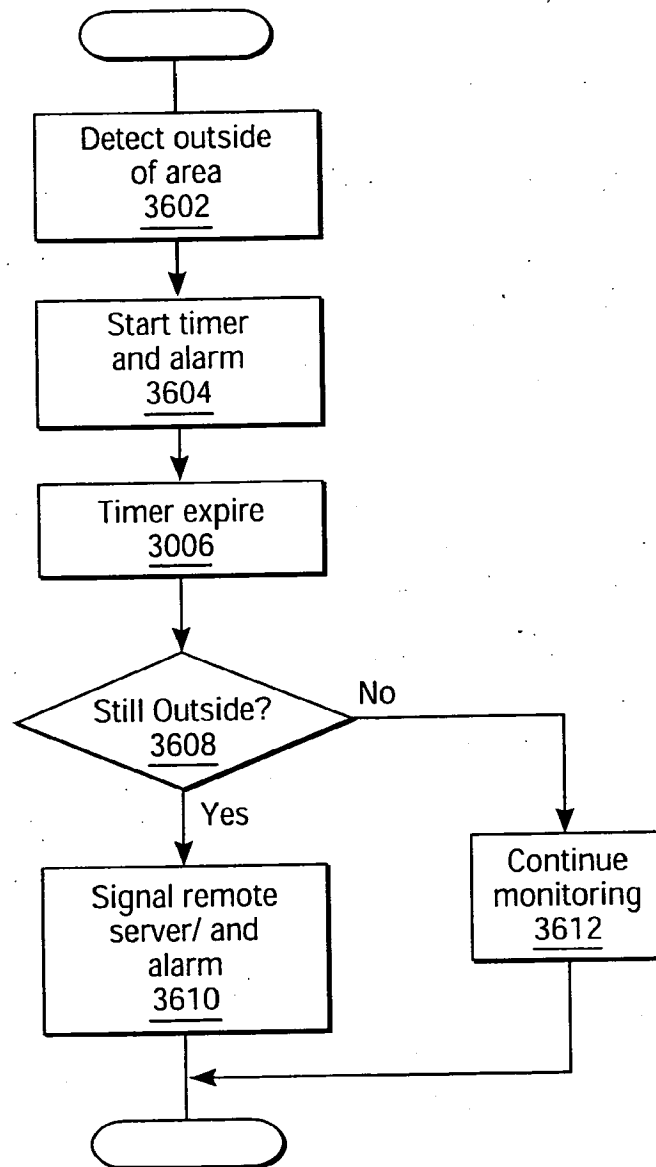 Detect outside
of area
3602
Start timer
and alarm
3604
Timer expire
3006
Still Outside?
3608
No
Yes
Signal remote
server/ and
alarm
3610
Continue
monitoring
3612